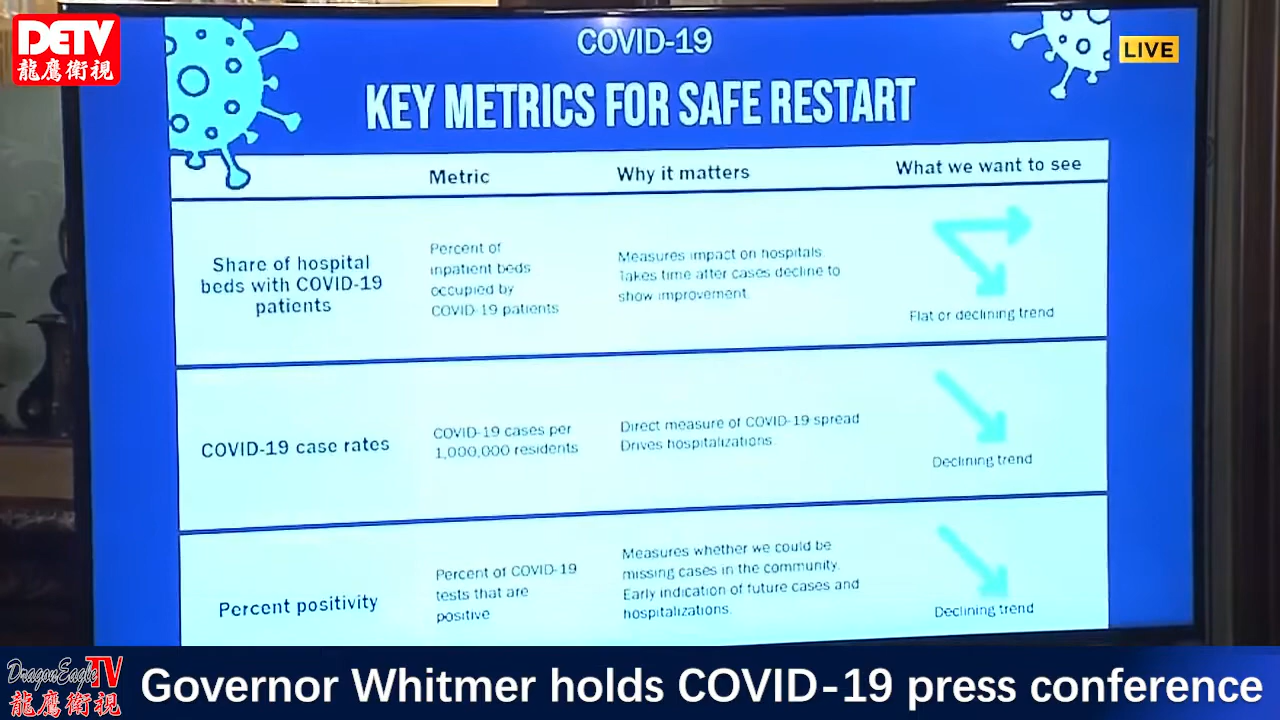 DETV
龍鷹衛視
LIVE
COVID-19
KEY METRICS FOR SAFE RESTART
Metric
Why it matters
What we want to see
Share of hospital
beds with COVID-19
patients
Percent of
inpatient beds
occupied by
COVID-19 patients
Measures impact on hospitals
Takes time after cases decline to
show improvement.
Flat or declining trend
COVID-19 case rates
COVID-19 cases per
1,000,000 residents
Direct measure of COVID-19 spread
Drives hospitalizations
Declining trend
Percent positivity
Percent of COVID-19
tests that are
positive
Measures whether we could be
missing cases in the community.
Early indication of future cases and
hospitalizations.
Declining trend
DragonEagleTV
龍鷹衛視
Governor Whitmer holds COVID-19 press conference